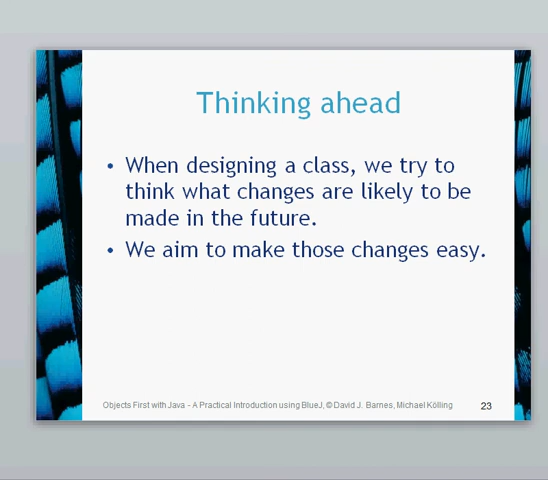 Thinking ahead
• When designing a class, we try to
think what changes are likely to be
made in the future.
• We aim to make those changes easy.
Objects First with Java - A Practical Introduction using BlueJ, © David J. Barnes, Michael Kölling
23